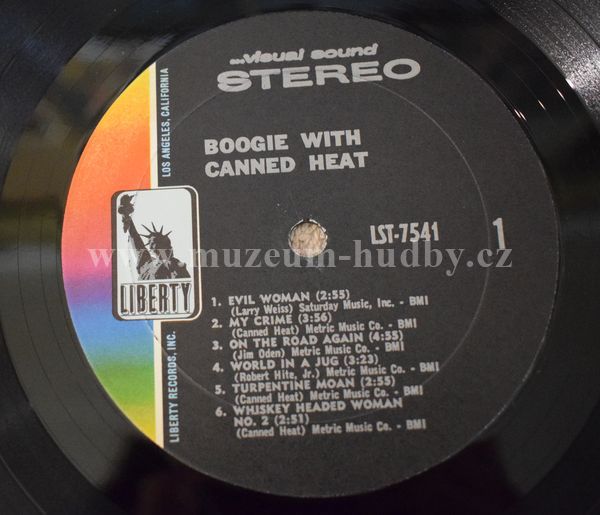 ...visual sound
STEREO
BOOGIE WITH
CANNED HEAT
LOS ANGELES, CALIFORNIA
LIBERTY
LIBERTY RECORDS, INC.
LST-7541
1
www.muzeum-hudby.cz
1. EVIL WOMAN (2:55)
(Larry Weiss) Saturday Music, Inc. - BMI
2. MY CRIME (3:56)
(Canned Heat) Metric Music Co. - BMI
3. ON THE ROAD AGAIN (4:55)
(Jim Oden) Metric Music Co. - BMI
4. WORLD IN A JUG (3:23)
(Robert Hite, Jr.) Metric Music Co. - BMI
5. TURPENTINE MOAN (2:55)
(Canned Heat) Metric Music Co. - BMI
6. WHISKEY HEADED WOMAN
NO. 2 (2:51)
(Canned Heat) Metric Music Co. - BMI